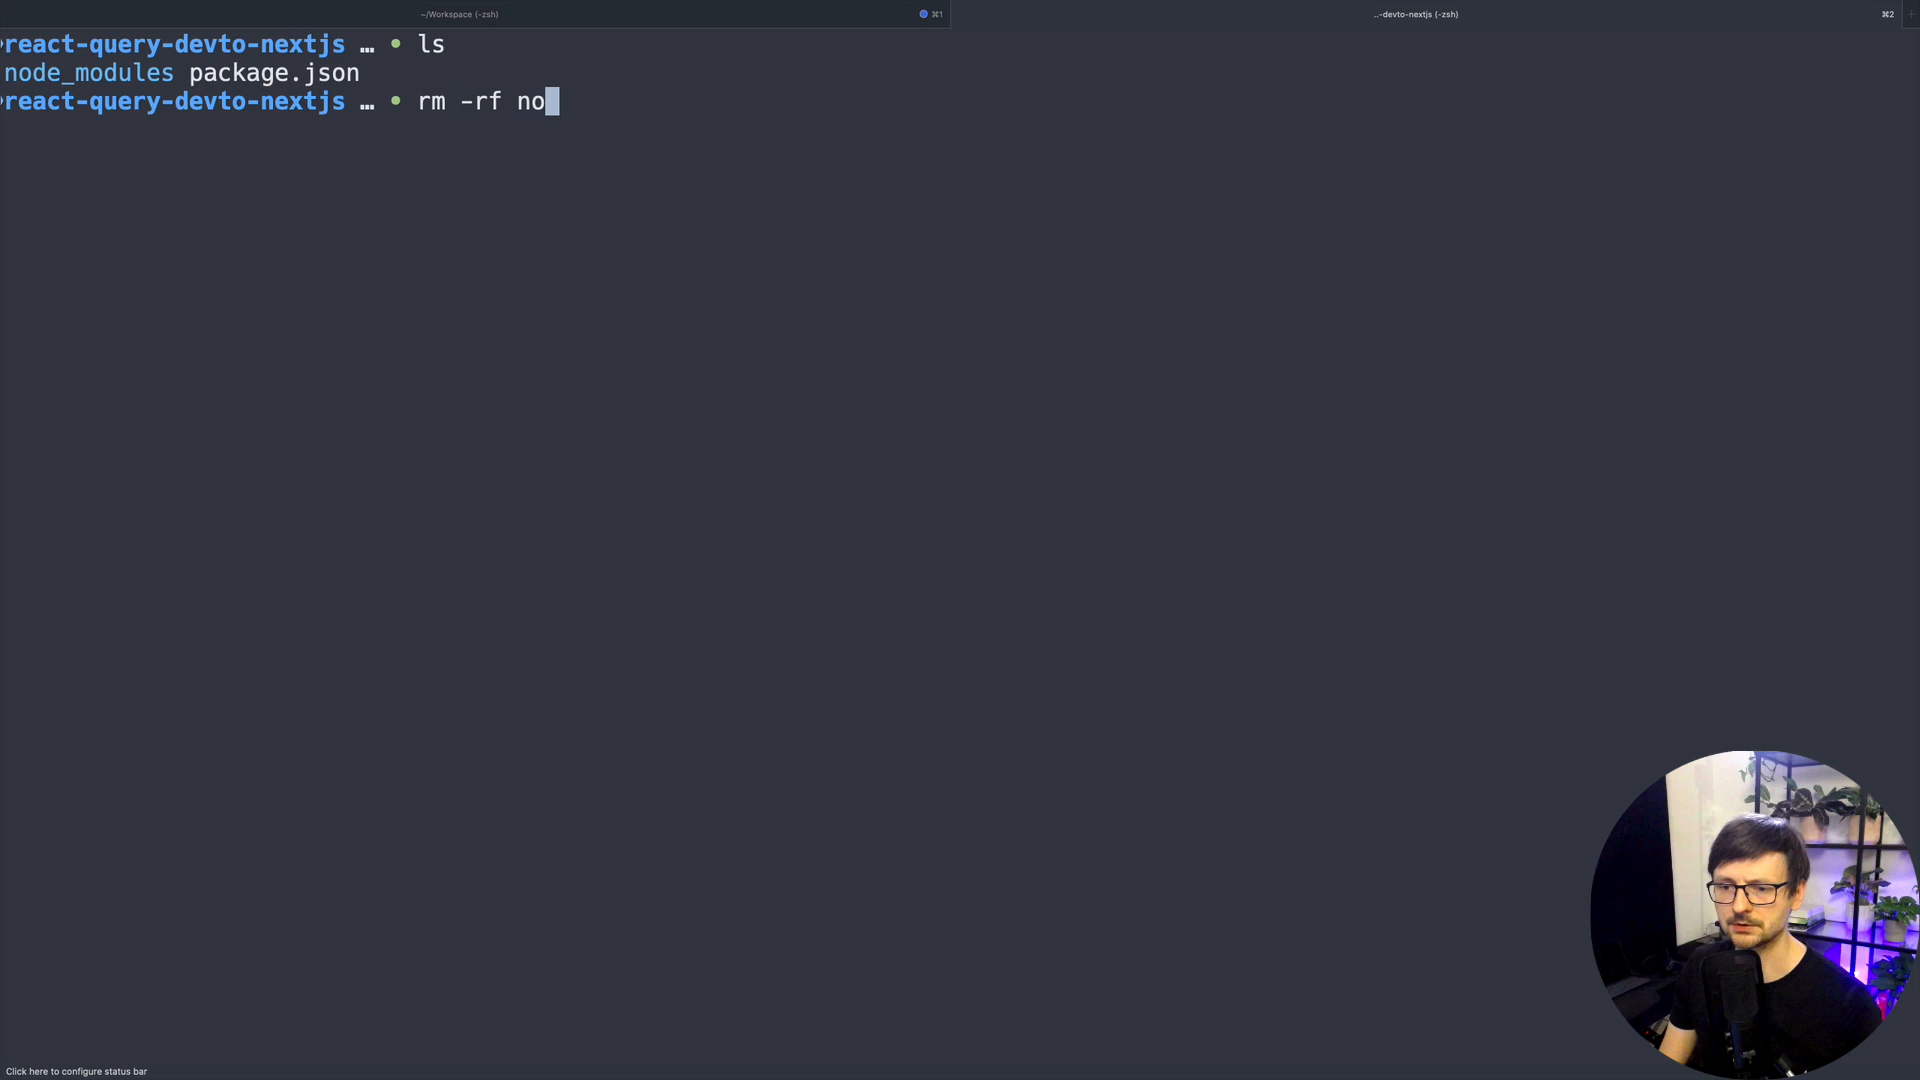 ~/Workspace (-zsh)
⌘1
..-devto-nextjs (-zsh)
⌘2
react-query-devto-nextjs … • ls
node_modules package.json
react-query-devto-nextjs … • rm -rf no
Click here to configure status bar